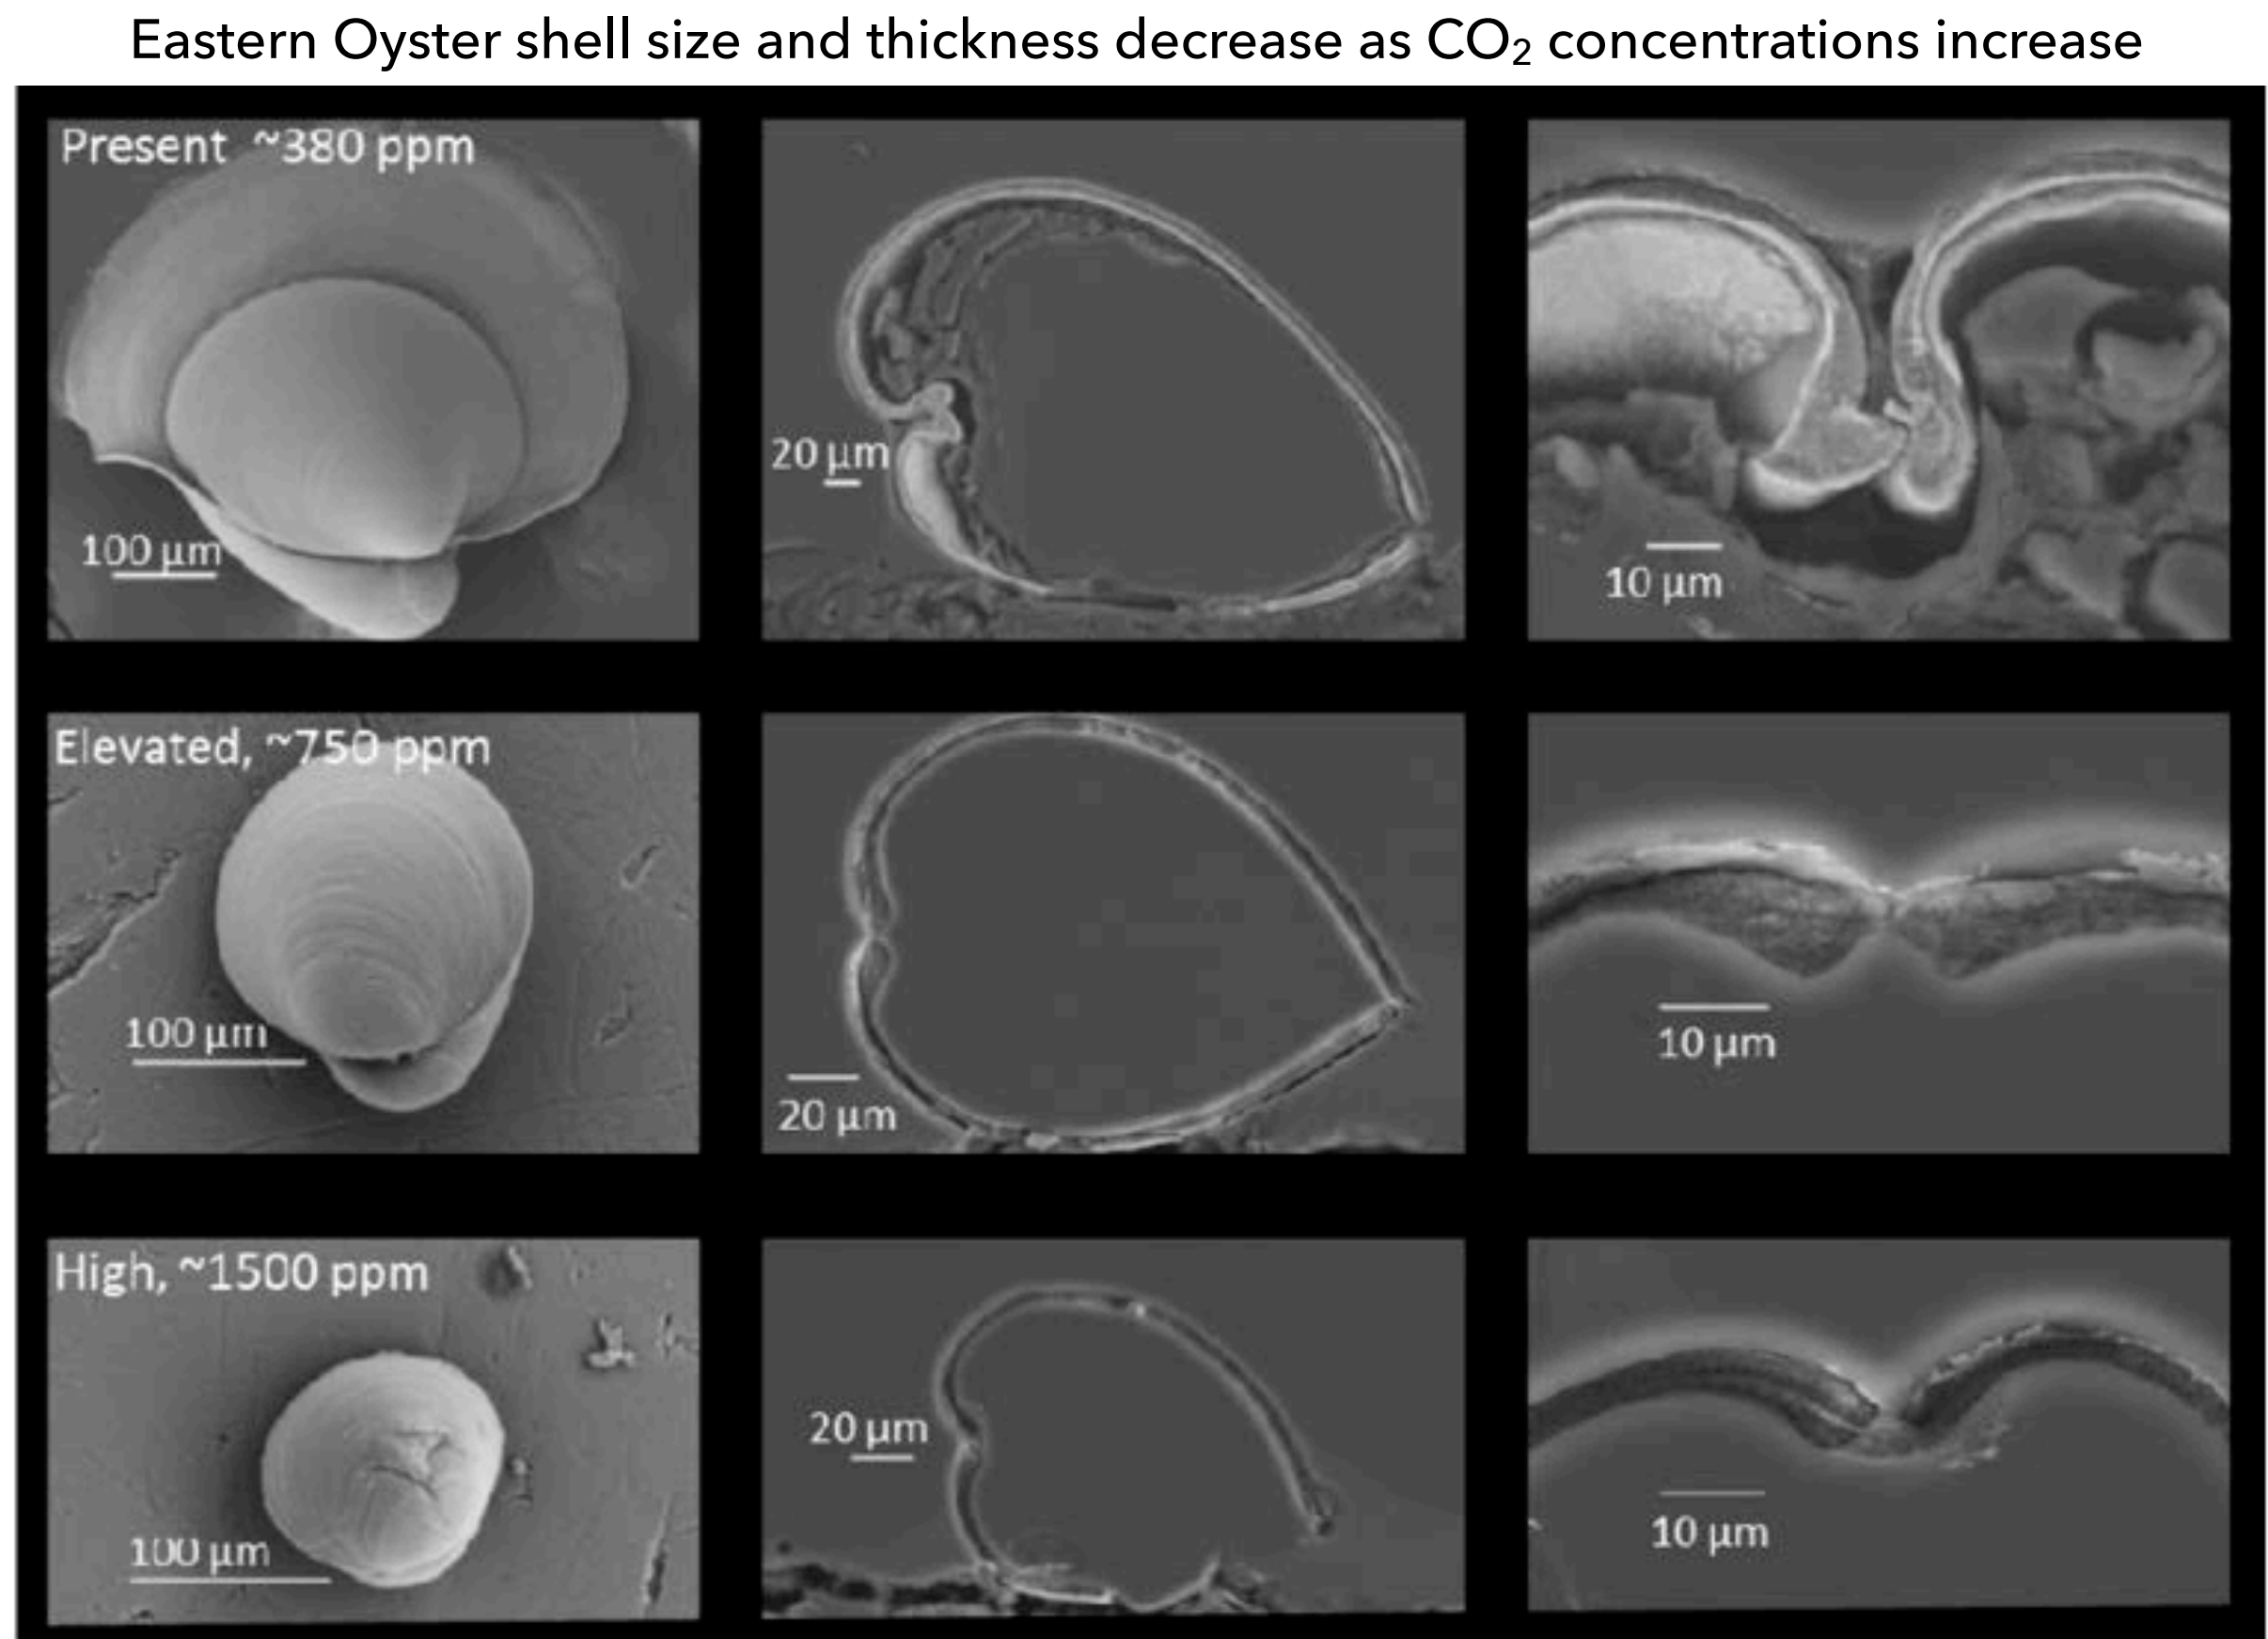 Eastern Oyster shell size and thickness decrease as CO₂ concentrations increase
Present ~380 ppm
100 µm
20 µm
10 µm
Elevated, ~750 ppm
100 µm
20 µm
10 µm
High, ~1500 ppm
100 µm
20 µm
10 µm